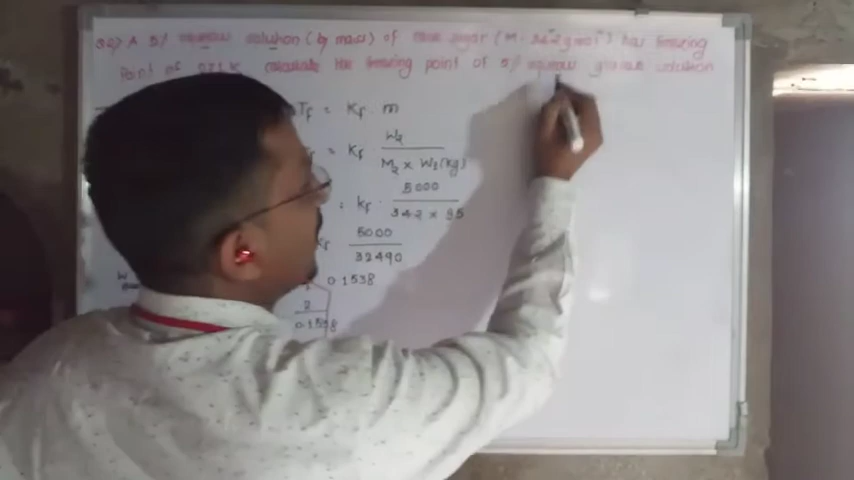 30) A 5% aqueous solution (by mass) of cane sugar (M = 342 g mol⁻¹) has freezing
Point of 271 K. Calculate the freezing point of 5% aqueous glucose solution
Tf = Kf . m
= Kf W2
M2 × W1(kg)
= Kf . 5000
342 × 95
5000
32490
0.1538
2
0.1538